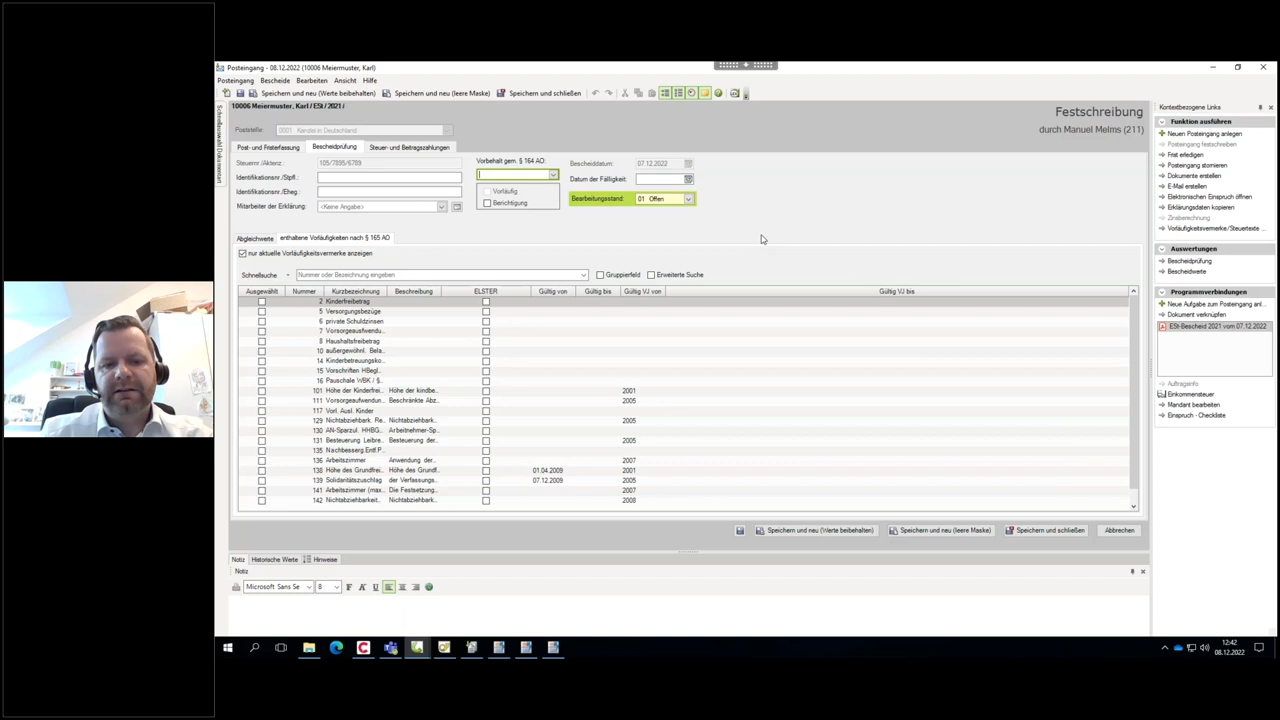 Posteingang - 08.12.2022 (10006 Meiermuster, Karl)
Posteingang Bescheide Bearbeiten Ansicht Hilfe
Speichern und neu (Werte beibehalten) Speichern und neu (leere Maske) Speichern und schließen
10006 Meiermuster, Karl / ESt / 2021 /
Schnellauswahl Dokumentart
Festschreibung
durch Manuel Melms (211)
Poststelle: 0001 Kendel in Deutschland
Post- und Fristerfassung Bescheidprüfung Steuer- und Beitragszahlungen
Steuernr./Aktenz.: 105/7895/6789
Identifikationsnr./Stpfl.:
Identifikationsnr./Eheg.:
Mitarbeiter der Erklärung: <Keine Angabe>
Vorbehalt gem. § 164 AO:
Vorläufig
Berichtigung
Bescheiddatum: 07.12.2022
Datum der Fälligkeit:
Bearbeitungsstand: 01 Offen
Abgleichwerte enthaltene Vorläufigkeiten nach § 165 AO
nur aktuelle Vorläufigkeitsvermerke anzeigen
Schnellsuche Nummer oder Bezeichnung eingeben Gruppierfeld Erweiterte Suche
Ausgewählt Nummer Kurzbezeichnung Beschreibung ELSTER Gültig von Gültig bis Gültig VJ von Gültig VJ bis
2 Kinderfreibetrag
5 Versorgungsbezüge
6 private Schuldzinsen
7 Vorsorgeaufwendu...
8 Haushaltsfreibetrag
10 außergewöhnl. Bela...
14 Kinderbetreuungsko...
15 Vorschriften HBegl...
16 Pauschale WBK / §...
101 Höhe der Kinderfrei... Höhe der kindbe... 2001
111 Vorsorgeaufwendun... Beschränkte Abz... 2005
117 Vorl. Ausl. Kinder
129 Nichtabziehbark. Re... Nichtabziehbark... 2005
130 AN-Sparzul. HHBG... Arbeitnehmer-Sp...
131 Besteuerung Leibre... Besteuerung der... 2005
135 Nachbesserg.Entf.P...
136 Arbeitszimmer Anwendung der... 2007
138 Höhe des Grundfrei... Höhe des Grundf... 01.04.2009 2001
139 Solidaritätszuschlag der Verfassungs... 07.12.2009 2005
141 Arbeitszimmer (max... Die Festsetzung... 2007
142 Nichtabziehbarkeit... Nichtabziehbark... 2008
Speichern und neu (Werte beibehalten) Speichern und neu (leere Maske) Speichern und schließen Abbrechen
Notiz Historische Werte Hinweise
Notiz
Microsoft Sans Se 8 F K U
Kontextbezogene Links
Funktion ausführen
Neuen Posteingang anlegen
Posteingang festschreiben
Frist erledigen
Posteingang stornieren
Dokumente erstellen
E-Mail erstellen
Elektronischen Einspruch öffnen
Erklärungsdaten kopieren
Zinsberechnung
Vorläufigkeitsvermerke/Steuertexte ...
Auswertungen
Bescheidprüfung
Bescheidwerte
Programmverbindungen
Neue Aufgabe zum Posteingang anl...
Dokument verknüpfen
ESt-Bescheid 2021 vom 07.12.2022
Auftragsinfo
Einkommensteuer
Mandant bearbeiten
Einspruch - Checkliste
12:42
08.12.2022